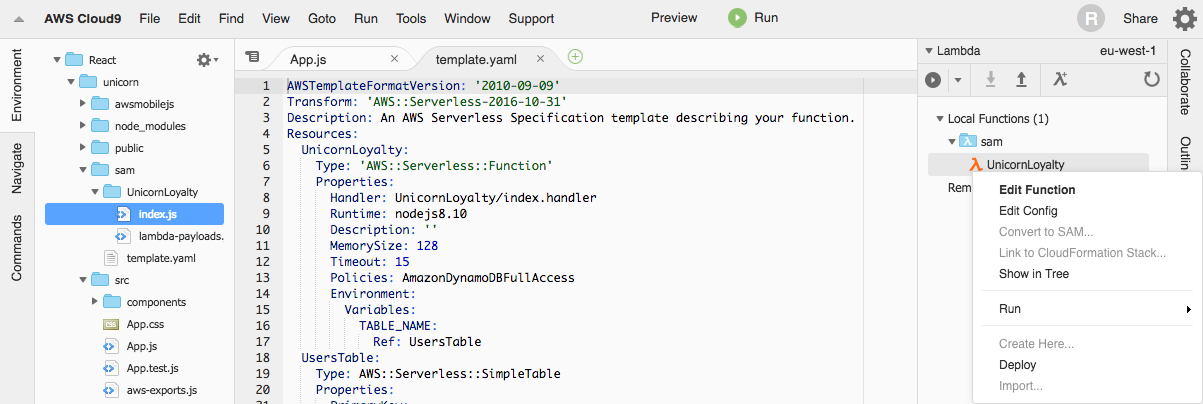 AWS Cloud9 File Edit Find View Goto Run Tools Window Support Preview Run R Share
Environment
Navigate
Commands
React
unicorn
awsmobilejs
node_modules
public
sam
UnicornLoyalty
index.js
lambda-payloads.
template.yaml
src
components
css App.css
App.js
App.test.js
aws-exports.js
App.js template.yaml
1 AWSTemplateFormatVersion: '2010-09-09'
2 Transform: 'AWS::Serverless-2016-10-31'
3 Description: An AWS Serverless Specification template describing your function.
4 Resources:
5 UnicornLoyalty:
6 Type: 'AWS::Serverless::Function'
7 Properties:
8 Handler: UnicornLoyalty/index.handler
9 Runtime: nodejs8.10
10 Description: ''
11 MemorySize: 128
12 Timeout: 15
13 Policies: AmazonDynamoDBFullAccess
14 Environment:
15 Variables:
16 TABLE_NAME:
17 Ref: UsersTable
18 UsersTable:
19 Type: AWS::Serverless::SimpleTable
20 Properties:
Lambda eu-west-1
Local Functions (1)
sam
UnicornLoyalty
Rem
Edit Function
Edit Config
Convert to SAM...
Link to CloudFormation Stack...
Show in Tree
Run
Create Here...
Deploy
Import...
Collaborate
Outlin